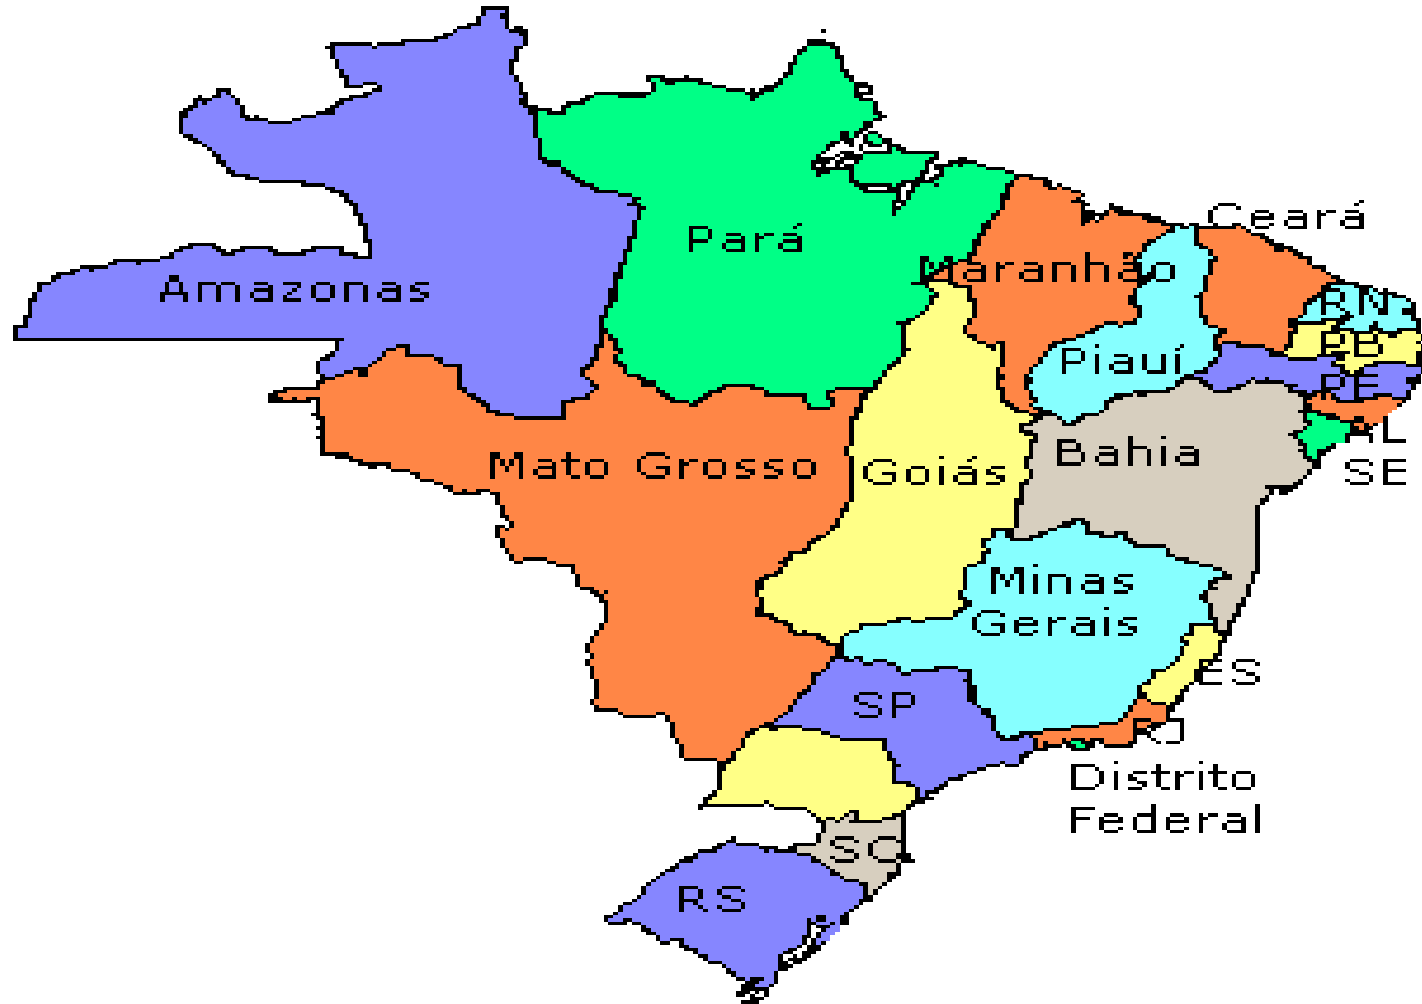 Ceará
Pará
Maranhão
Amazonas
RN
PB
Piauí
PE
AL
Bahia
Mato Grosso
Goiás
SE
Minas
Gerais
ES
SP
RJ
Distrito
Federal
SC
RS